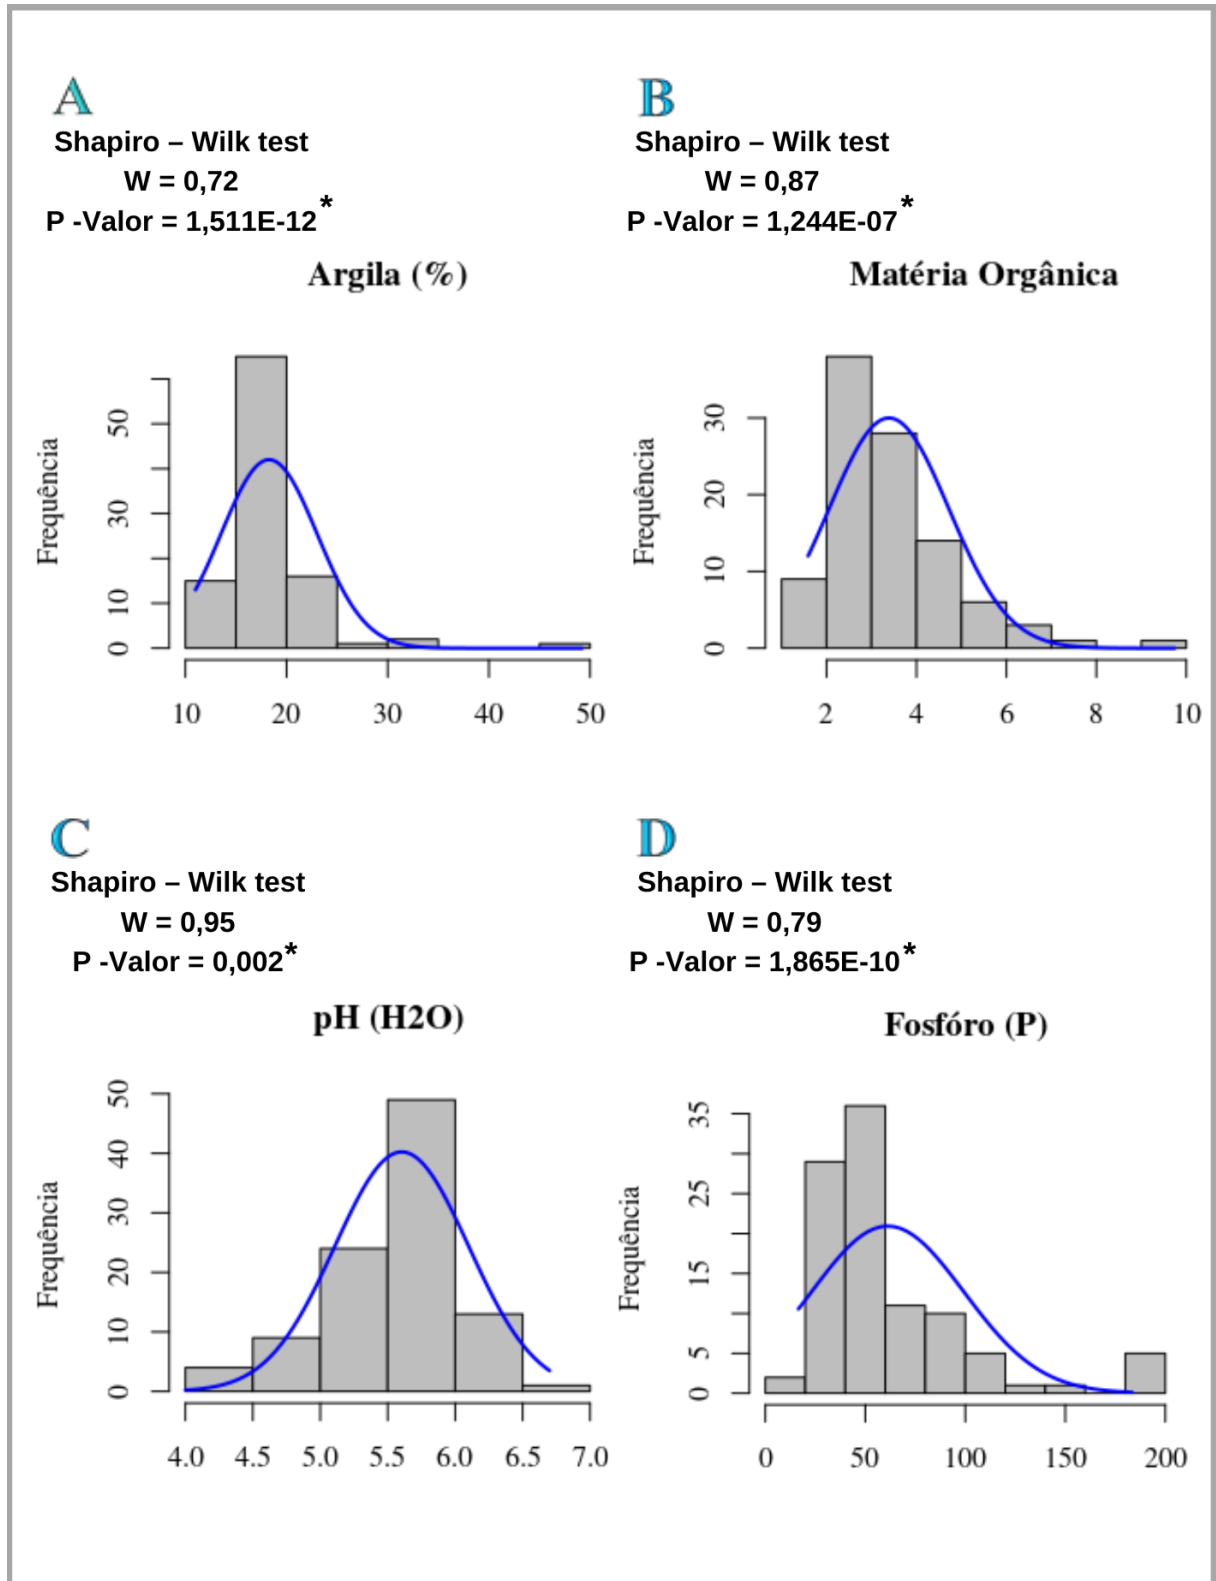 A
Shapiro – Wilk test
W = 0,72
P -Valor = 1,511E-12*
Argila (%)
Frequência
0 10 30 50
10 20 30 40 50
B
Shapiro – Wilk test
W = 0,87
P -Valor = 1,244E-07*
Matéria Orgânica
Frequência
0 10 20 30
2 4 6 8 10
C
Shapiro – Wilk test
W = 0,95
P -Valor = 0,002*
pH (H2O)
Frequência
0 10 20 30 40 50
4.0 4.5 5.0 5.5 6.0 6.5 7.0
D
Shapiro – Wilk test
W = 0,79
P -Valor = 1,865E-10*
Fosfóro (P)
Frequência
0 5 15 25 35
0 50 100 150 200